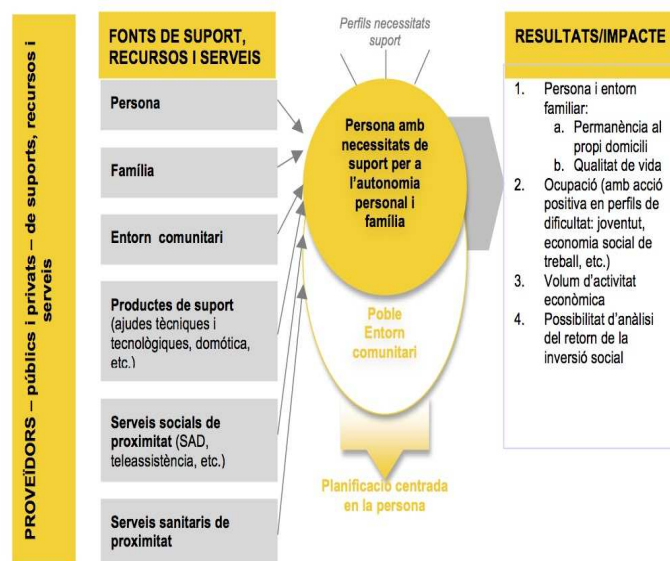 PROVEÏDORS – públics i privats – de suports, recursos i
serveis
FONTS DE SUPORT,
RECURSOS I SERVEIS
Persona
Família
Entorn comunitari
Productes de suport
(ajudes tècniques i
tecnològiques, domótica,
etc.)
Serveis socials de
proximitat (SAD,
teleassistència, etc.)
Serveis sanitaris de
proximitat
Perfils necessitats
suport
Persona amb
necessitats de
suport per a
l'autonomia
personal i
família
Poble
Entorn
comunitari
Planificació centrada
en la persona
RESULTATS/IMPACTE
1. Persona i entorn
familiar:
a. Permanència al
propi domicili
b. Qualitat de vida
2. Ocupació (amb acció
positiva en perfils de
dificultat: joventut,
economia social de
treball, etc.)
3. Volum d'activitat
econòmica
4. Possibilitat d'anàlisi
del retorn de la
inversió social